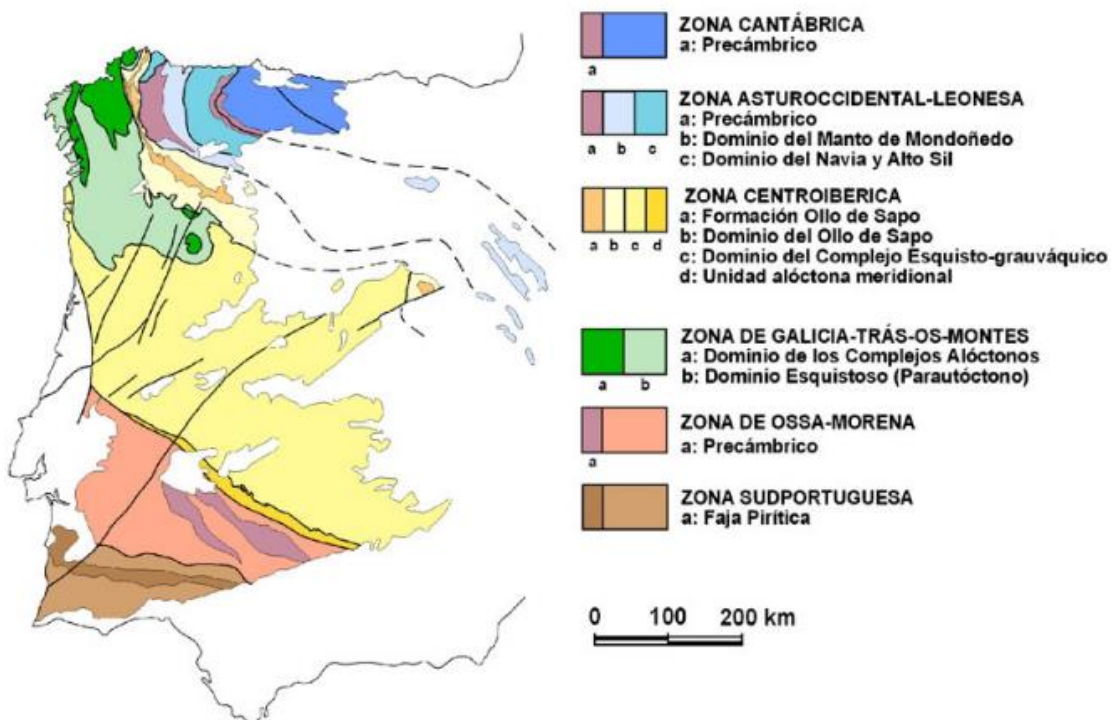 ZONA CANTÁBRICA
a: Precámbrico
a
ZONA ASTUROCCIDENTAL-LEONESA
a: Precámbrico
b: Dominio del Manto de Mondoñedo
c: Dominio del Navia y Alto Sil
a b c
ZONA CENTROIBERICA
a: Formación Ollo de Sapo
b: Dominio del Ollo de Sapo
c: Dominio del Complejo Esquisto-grauváquico
d: Unidad alóctona meridional
a b c d
ZONA DE GALICIA-TRÁS-OS-MONTES
a: Dominio de los Complejos Alóctonos
b: Dominio Esquistoso (Parautóctono)
a b
ZONA DE OSSA-MORENA
a: Precámbrico
a
ZONA SUDPORTUGUESA
a: Faja Pirítica
0 100 200 km